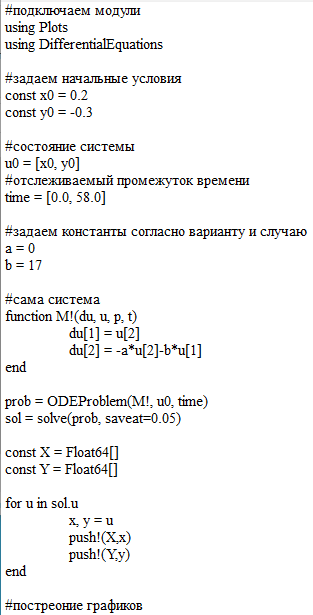 #подключаем модули
using Plots
using DifferentialEquations
#задаем начальные условия
const x0 = 0.2
const y0 = -0.3
#состояние системы
u0 = [x0, y0]
#отслеживаемый промежуток времени
time = [0.0, 58.0]
#задаем константы согласно варианту и случаю
a = 0
b = 17
#сама система
function M!(du, u, p, t)
du[1] = u[2]
du[2] = -a*u[2]-b*u[1]
end
prob = ODEProblem(M!, u0, time)
sol = solve(prob, saveat=0.05)
const X = Float64[]
const Y = Float64[]
for u in sol.u
x, y = u
push!(X,x)
push!(Y,y)
end
#постреоние графиков